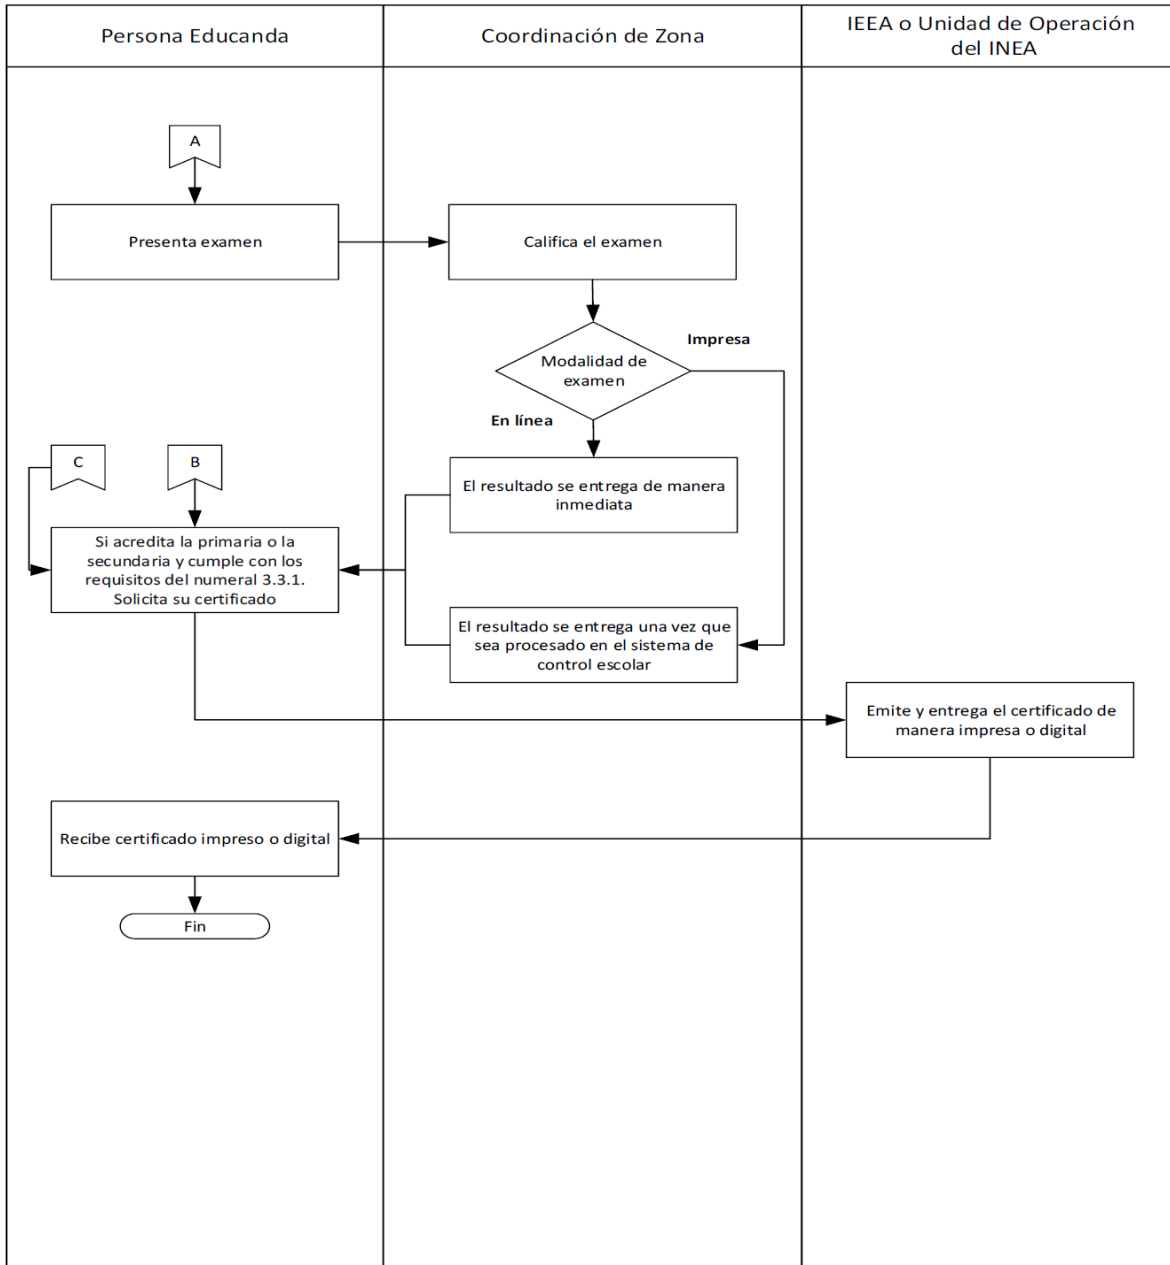 Persona Educanda
Coordinación de Zona
IEEA o Unidad de Operación
del INEA
A
Presenta examen
Califica el examen
Impresa
Modalidad de
examen
En línea
C
B
El resultado se entrega de manera
inmediata
Si acredita la primaria o la
secundaria y cumple con los
requisitos del numeral 3.3.1.
Solicita su certificado
El resultado se entrega una vez que
sea procesado en el sistema de
control escolar
Emite y entrega el certificado de
manera impresa o digital
Recibe certificado impreso o digital
Fin